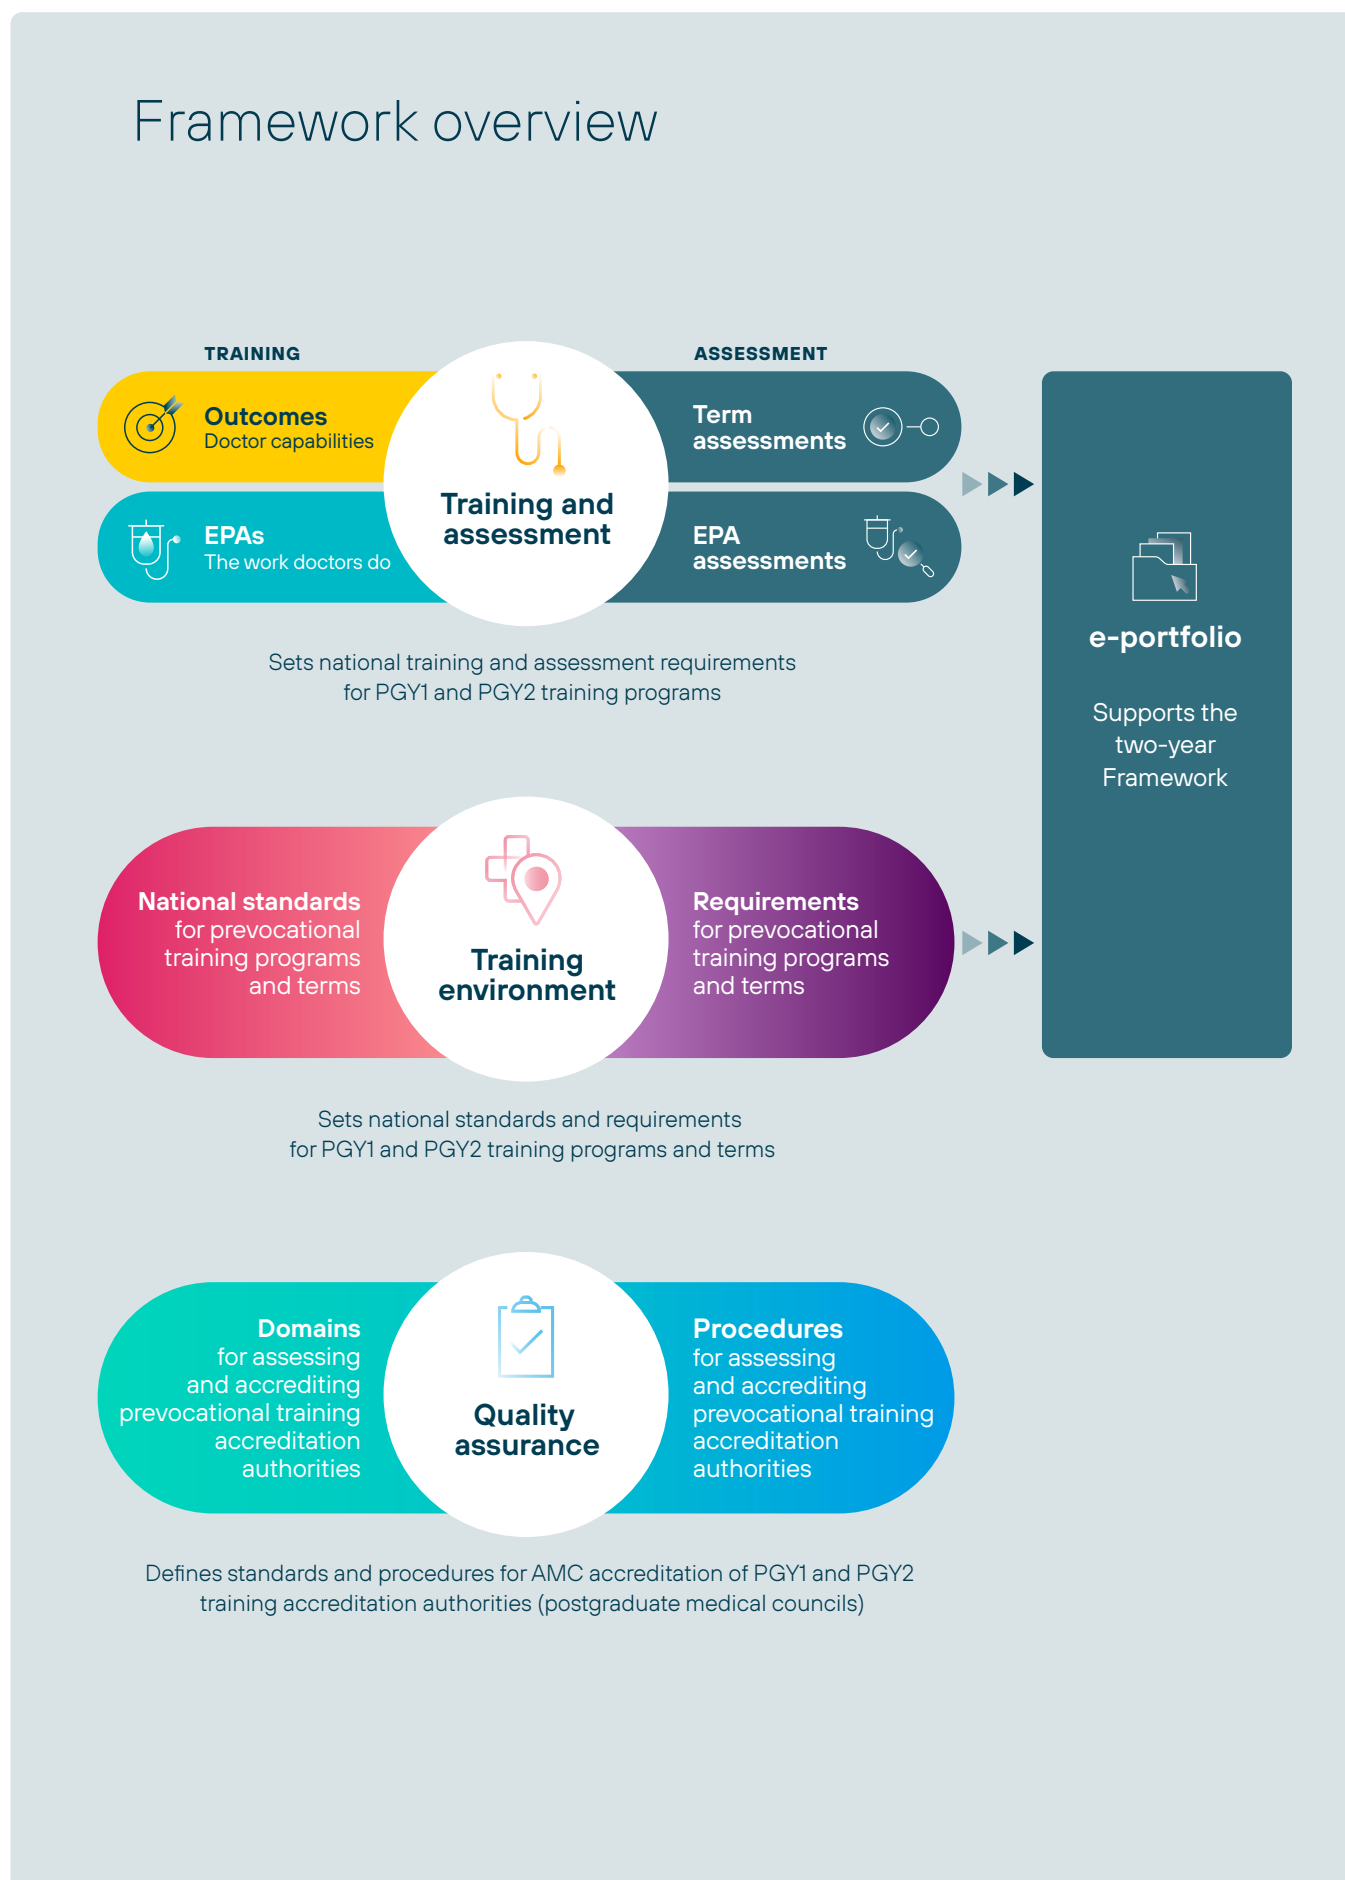 Framework overview
TRAINING
Outcomes
Doctor capabilities
EPAs
The work doctors do
Training and
assessment
ASSESSMENT
Term
assessments
EPA
assessments
Sets national training and assessment requirements
for PGY1 and PGY2 training programs
e-portfolio
Supports the
two-year
Framework
National standards
for prevocational
training programs
and terms
Training
environment
Requirements
for prevocational
training programs
and terms
Sets national standards and requirements
for PGY1 and PGY2 training programs and terms
Domains
for assessing
and accrediting
prevocational training
accreditation
authorities
Quality
assurance
Procedures
for assessing
and accrediting
prevocational training
accreditation
authorities
Defines standards and procedures for AMC accreditation of PGY1 and PGY2
training accreditation authorities (postgraduate medical councils)